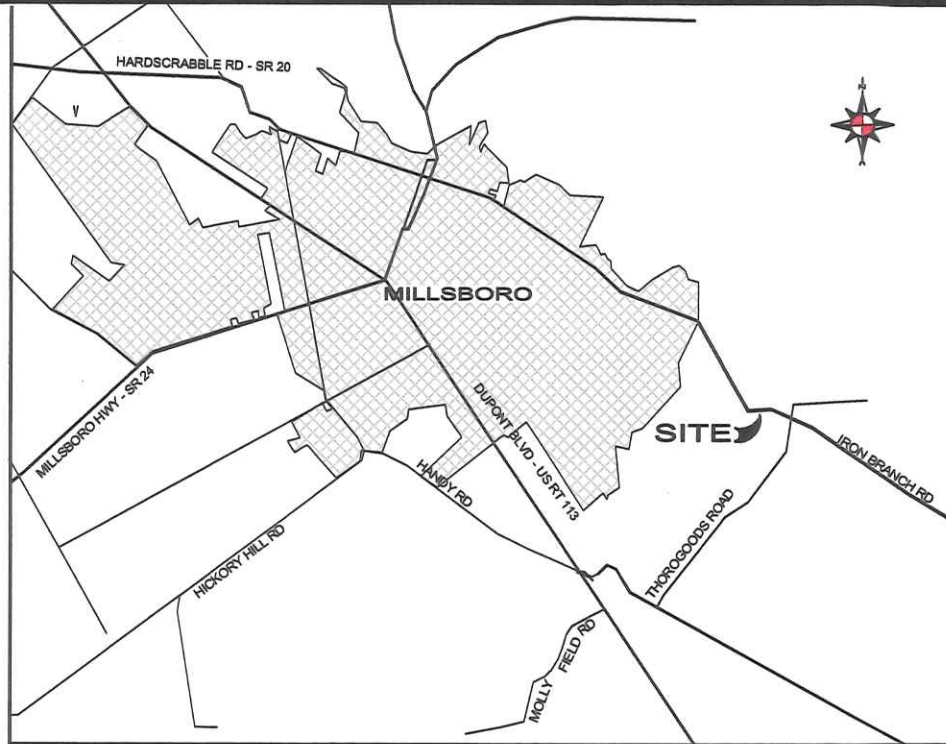 HARDSCRABBLE RD - SR 20
N
V
MILLSBORO
MILLSBORO HWY - SR 24
DUPONT BLVD - US RT 113
SITE
IRON BRANCH RD
HANDY RD
THOROGOODS ROAD
HICKORY HILL RD
MOLLY FIELD RD